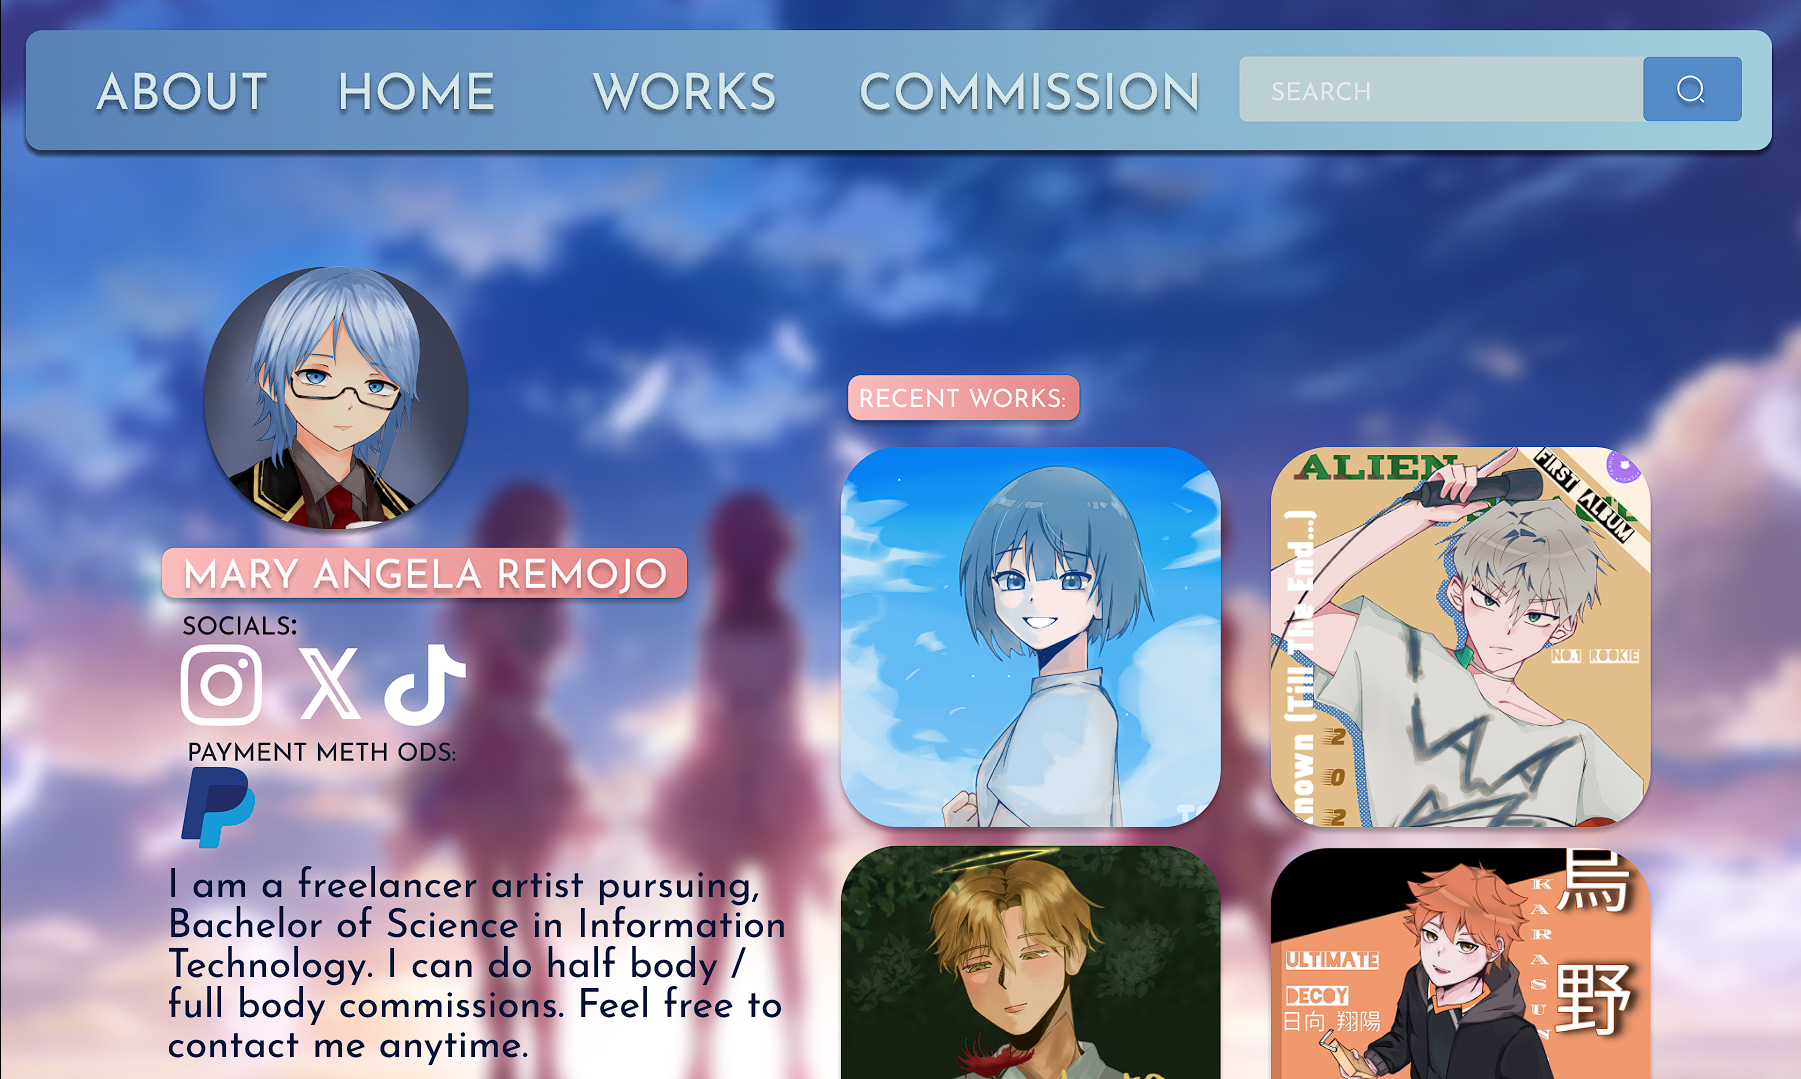 ABOUT HOME WORKS COMMISSION SEARCH
MARY ANGELA REMOJO
SOCIALS:
PAYMENT METH ODS:
I am a freelancer artist pursuing,
Bachelor of Science in Information
Technology. I can do half body /
full body commissions. Feel free to
contact me anytime.
RECENT WORKS:
ALIEN
FIRST ALBUM
known (Till The End...)
NO.1 ROOKIE
2
0
2
ULTIMATE
DECOY
日向 翔陽
KARASUN
烏
野